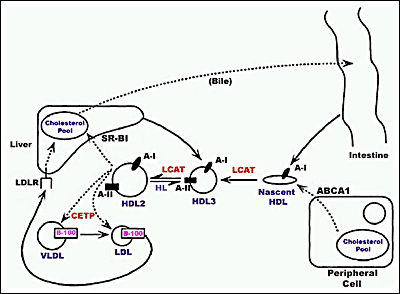 (Bile)
Cholesterol
Pool
SR-BI
Liver
Intestine
LDLR
A-I
A-I
A-I
LCAT
LCAT
HL
A-II
A-II
HDL2
HDL3
Nascent
HDL
ABCA1
CETP
B-100
B-100
VLDL
LDL
Cholesterol
Pool
Peripheral
Cell